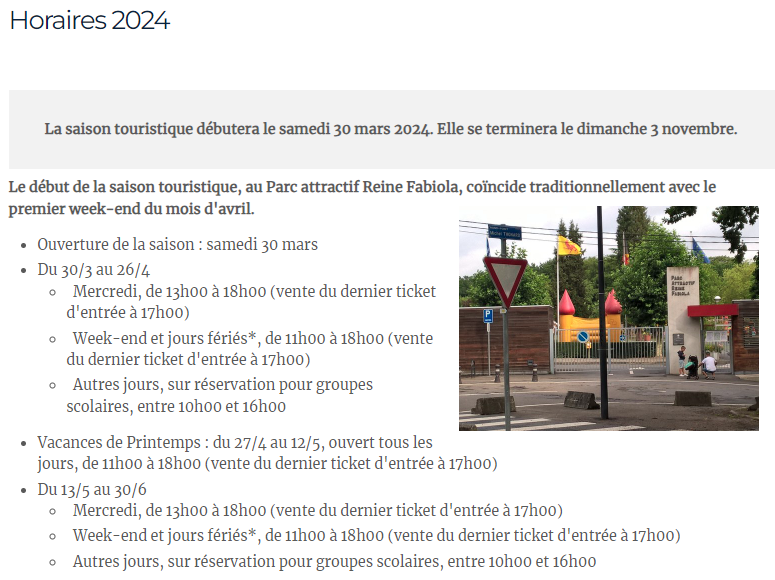 Horaires 2024
La saison touristique débutera le samedi 30 mars 2024. Elle se terminera le dimanche 3 novembre.
Le début de la saison touristique, au Parc attractif Reine Fabiola, coïncide traditionnellement avec le
premier week-end du mois d'avril.
Ouverture de la saison : samedi 30 mars
Du 30/3 au 26/4
Mercredi, de 13h00 à 18h00 (vente du dernier ticket
d'entrée à 17h00)
Week-end et jours fériés*, de 11h00 à 18h00 (vente
du dernier ticket d'entrée à 17h00)
Autres jours, sur réservation pour groupes
scolaires, entre 10h00 et 16h00
PARC
ATTRACTIF
REINE
FABIOLA
P
Vacances de Printemps : du 27/4 au 12/5, ouvert tous les
jours, de 11h00 à 18h00 (vente du dernier ticket d'entrée à 17h00)
Du 13/5 au 30/6
Mercredi, de 13h00 à 18h00 (vente du dernier ticket d'entrée à 17h00)
Week-end et jours fériés*, de 11h00 à 18h00 (vente du dernier ticket d'entrée à 17h00)
Autres jours, sur réservation pour groupes scolaires, entre 10h00 et 16h00